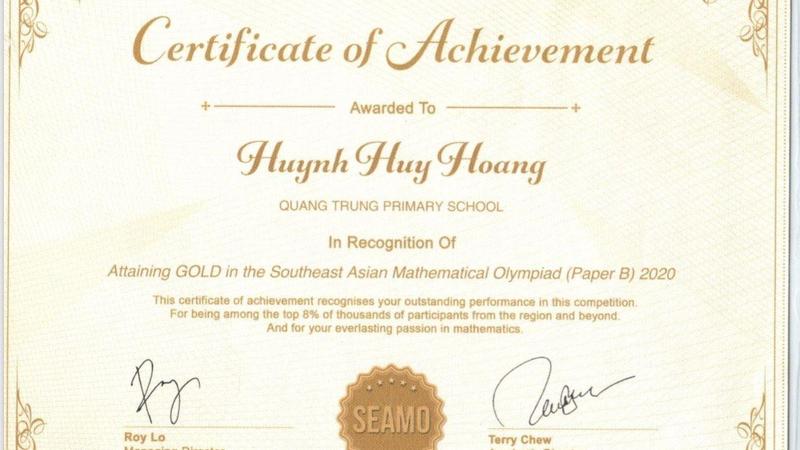 Certificate of Achievement
Awarded To
Huynh Huy Hoang
QUANG TRUNG PRIMARY SCHOOL
In Recognition Of
Attaining GOLD in the Southeast Asian Mathematical Olympiad (Paper B) 2020
This certificate of achievement recognises your outstanding performance in this competition.
For being among the top 8% of thousands of participants from the region and beyond.
And for your everlasting passion in mathematics.
SEAMO
Roy Lo
Terry Chew